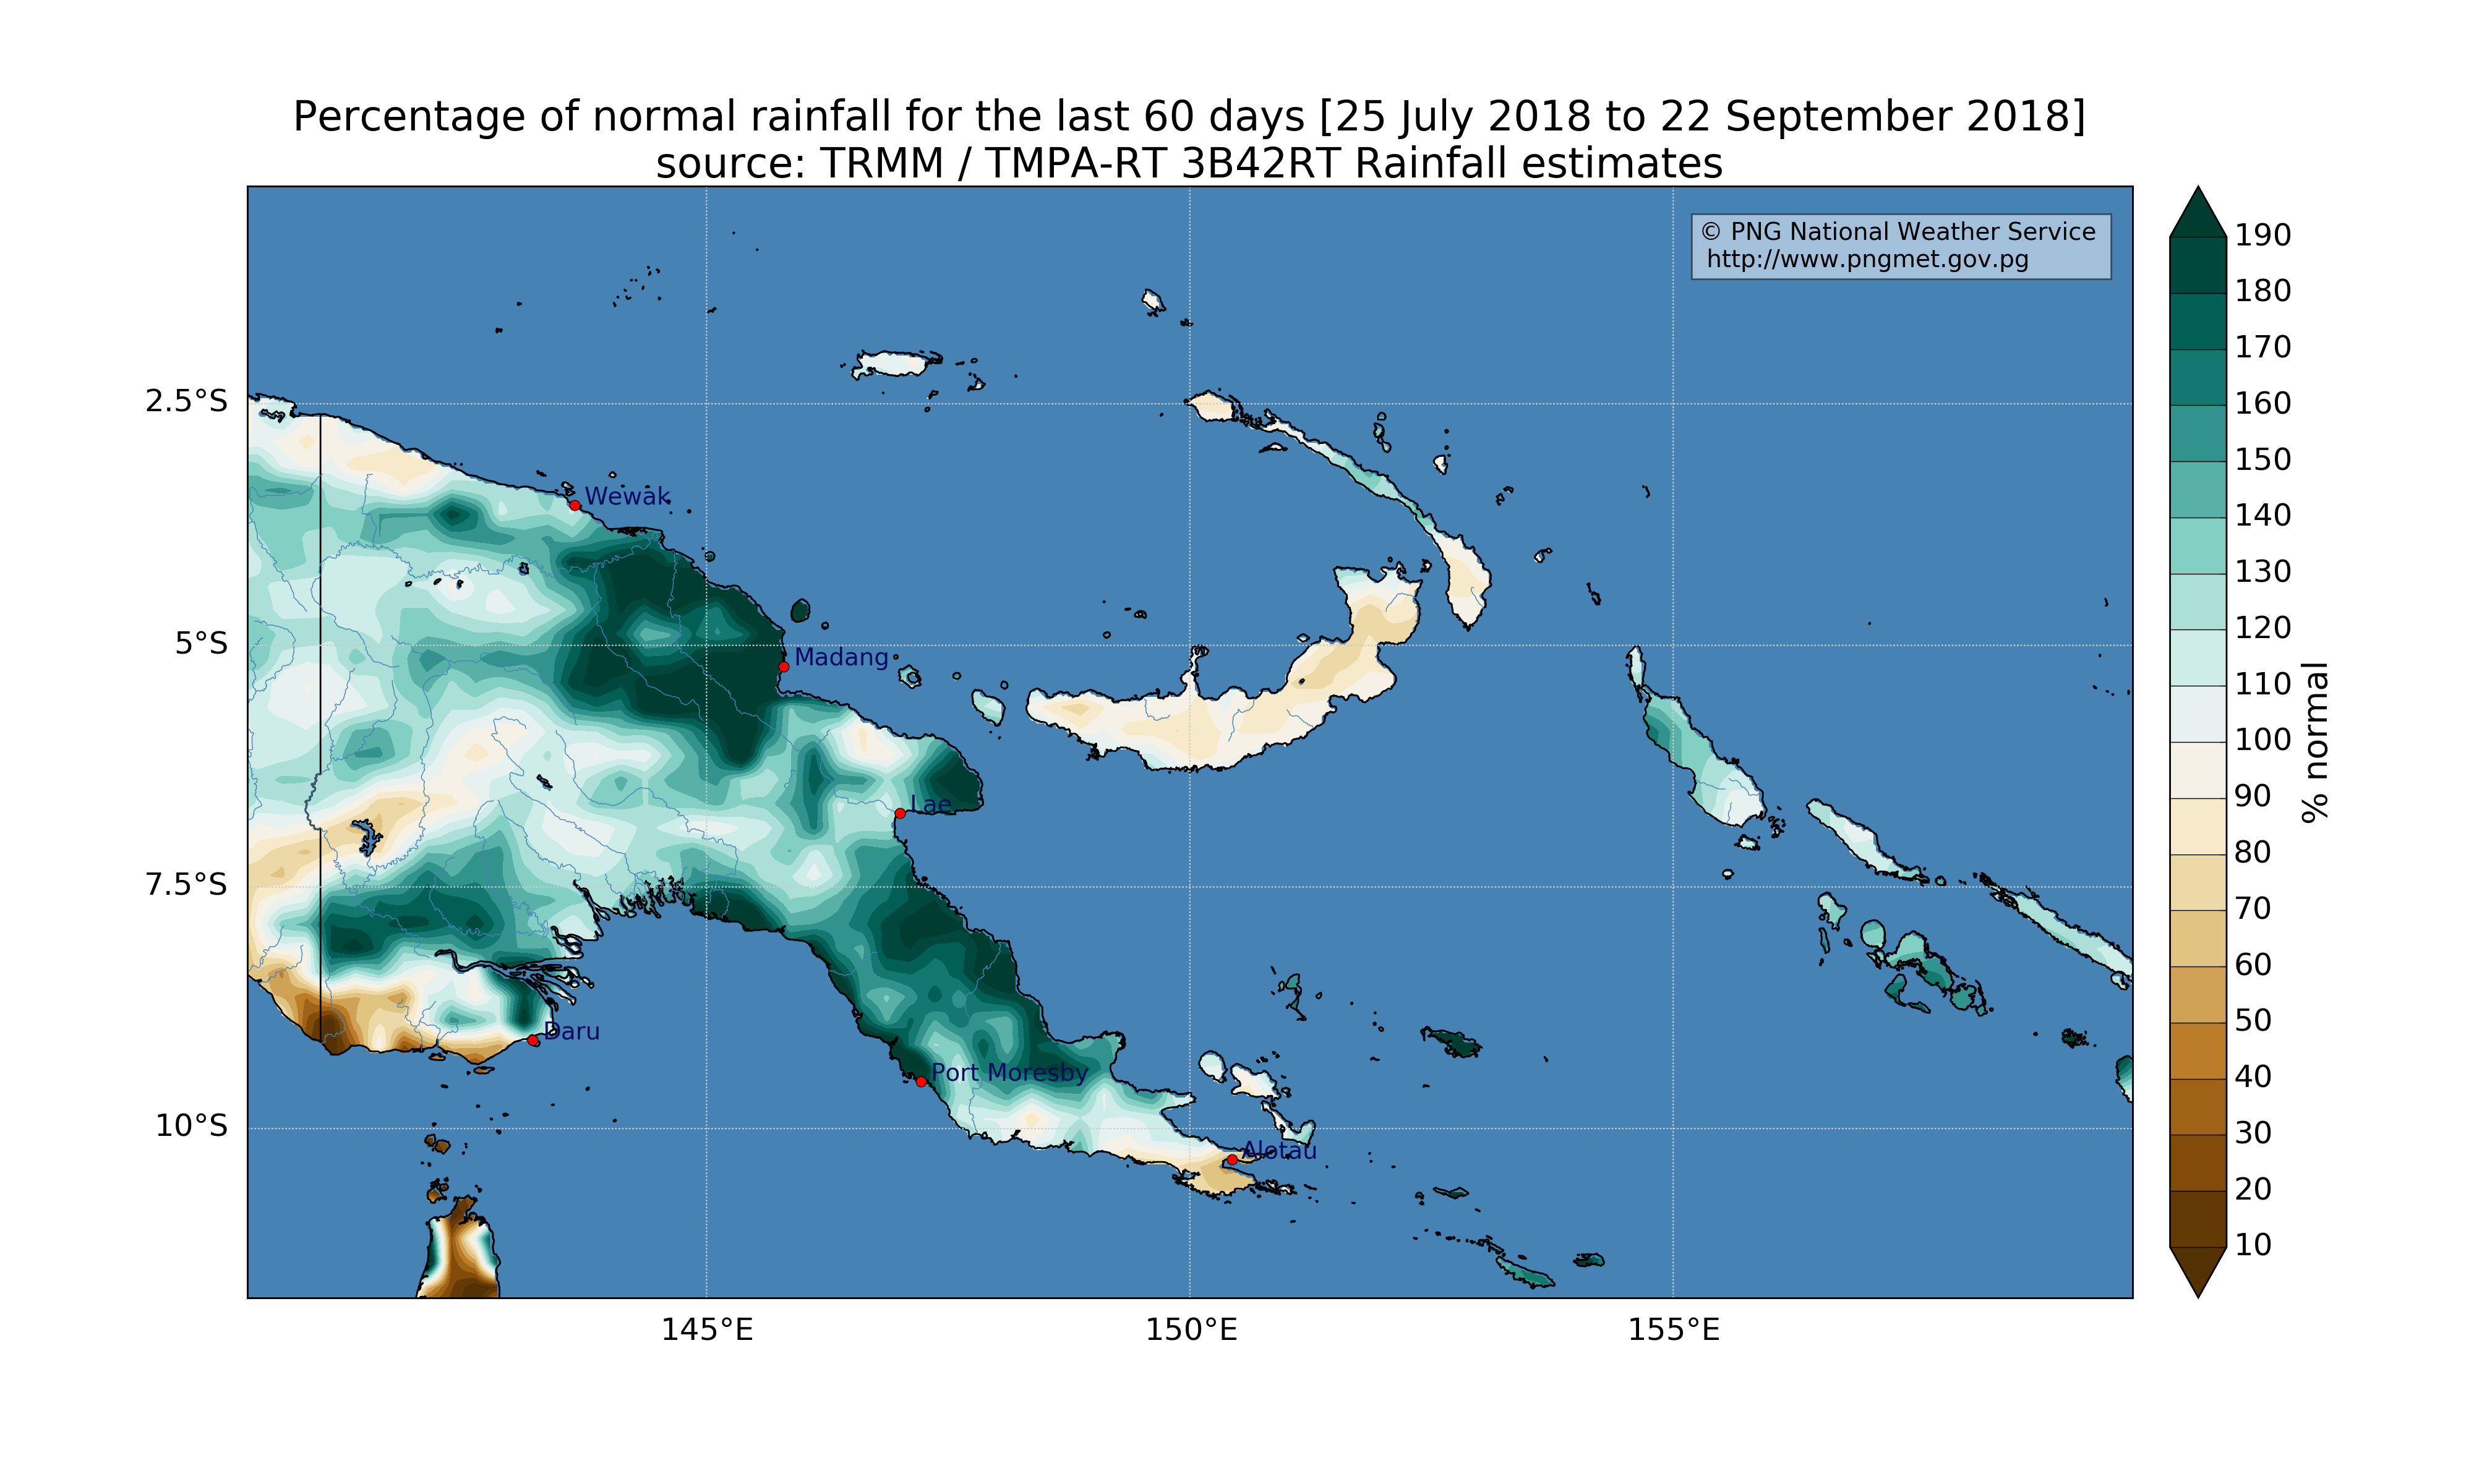 Percentage of normal rainfall for the last 60 days [25 July 2018 to 22 September 2018]
source: TRMM / TMPA-RT 3B42RT Rainfall estimates
© PNG National Weather Service
http://www.pngmet.gov.pg
2.5°S
5°S
7.5°S
10°S
145°E
150°E
155°E
Wewak
Madang
Lae
Daru
Port Moresby
Alotau
190
180
170
160
150
140
130
120
110
100
90
80
70
60
50
40
30
20
10
% normal